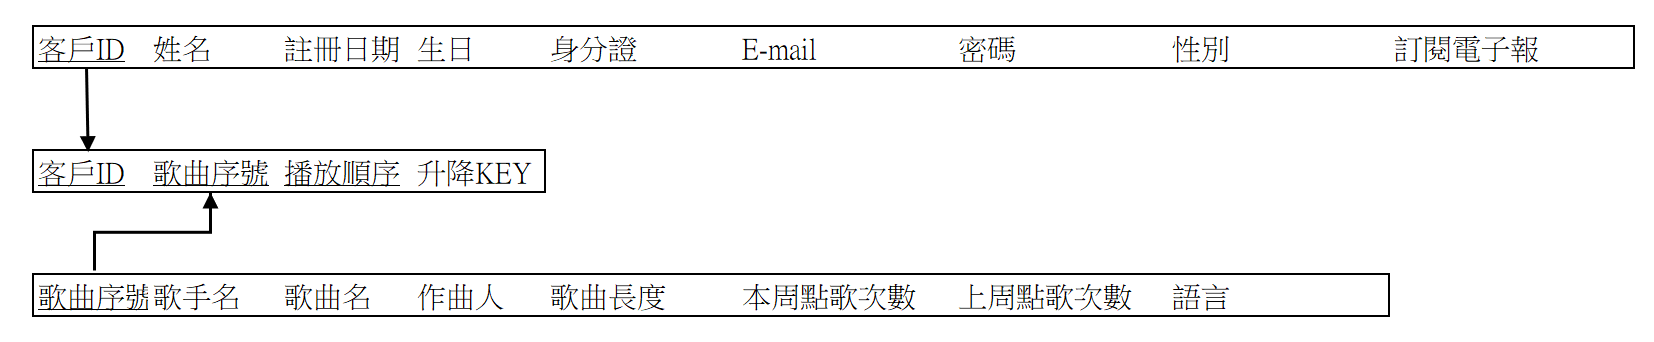 客戶ID 姓名 註冊日期 生日 身分證 E-mail 密碼 性別 訂閱電子報
客戶ID 歌曲序號 播放順序 升降KEY
歌曲序號 歌手名 歌曲名 作曲人 歌曲長度 本周點歌次數 上周點歌次數 語言